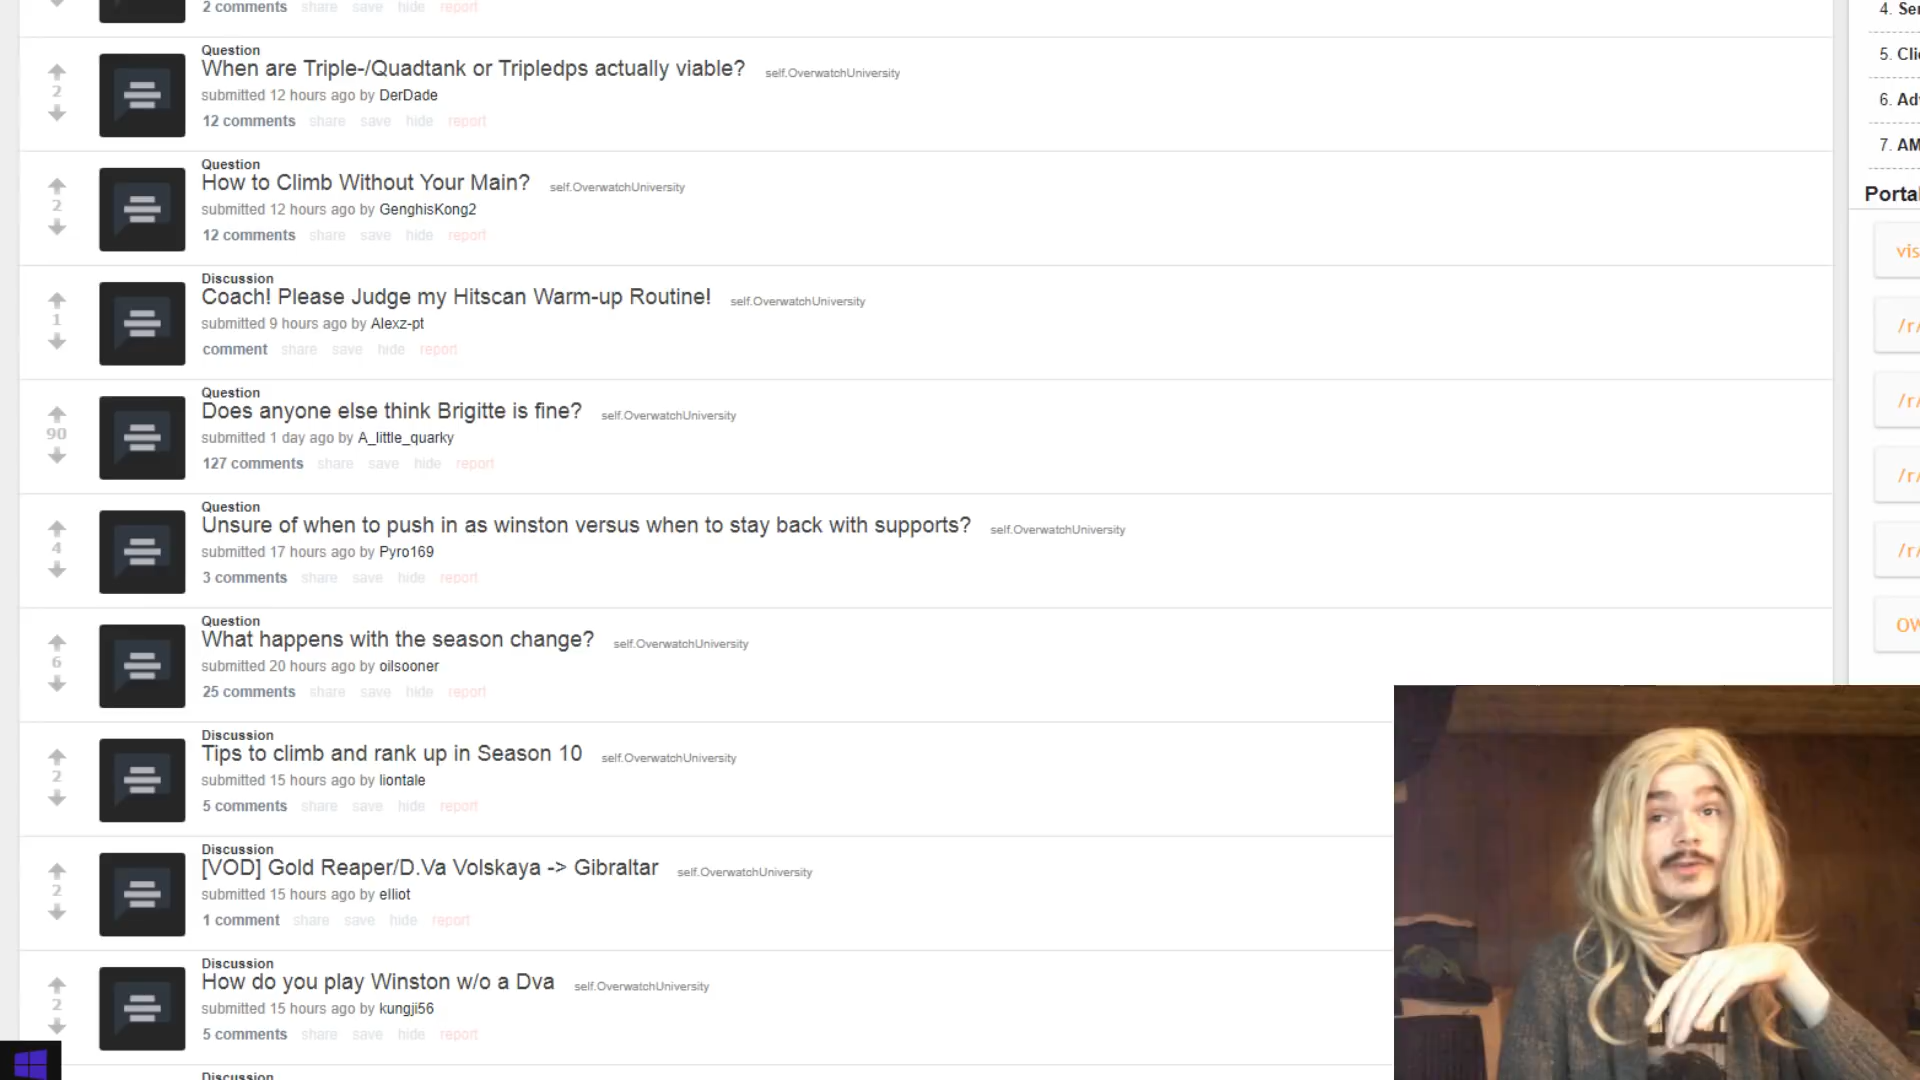 2 comments share save hide report
Question
When are Triple-/Quadtank or Tripledps actually viable? self.OverwatchUniversity
2
submitted 12 hours ago by DerDade
12 comments share save hide report
Question
How to Climb Without Your Main? self.OverwatchUniversity
2
submitted 12 hours ago by GenghisKong2
12 comments share save hide report
Discussion
Coach! Please Judge my Hitscan Warm-up Routine! self.OverwatchUniversity
1
submitted 9 hours ago by Alexz-pt
comment share save hide report
Question
Does anyone else think Brigitte is fine? self.OverwatchUniversity
90
submitted 1 day ago by A_little_quarky
127 comments share save hide report
Question
Unsure of when to push in as winston versus when to stay back with supports? self.OverwatchUniversity
4
submitted 17 hours ago by Pyro169
3 comments share save hide report
Question
What happens with the season change? self.OverwatchUniversity
6
submitted 20 hours ago by oilsooner
25 comments share save hide report
Discussion
Tips to climb and rank up in Season 10 self.OverwatchUniversity
2
submitted 15 hours ago by liontale
5 comments share save hide report
Discussion
[VOD] Gold Reaper/D.Va Volskaya -> Gibraltar self.OverwatchUniversity
2
submitted 15 hours ago by elliot
1 comment share save hide report
Discussion
How do you play Winston w/o a Dva self.OverwatchUniversity
2
submitted 15 hours ago by kungji56
5 comments share save hide report
Discussion
4. Ser
5. Clic
6. Adv
7. AM
Portal
vis
/r/
/r/
/r/
/r/
OW